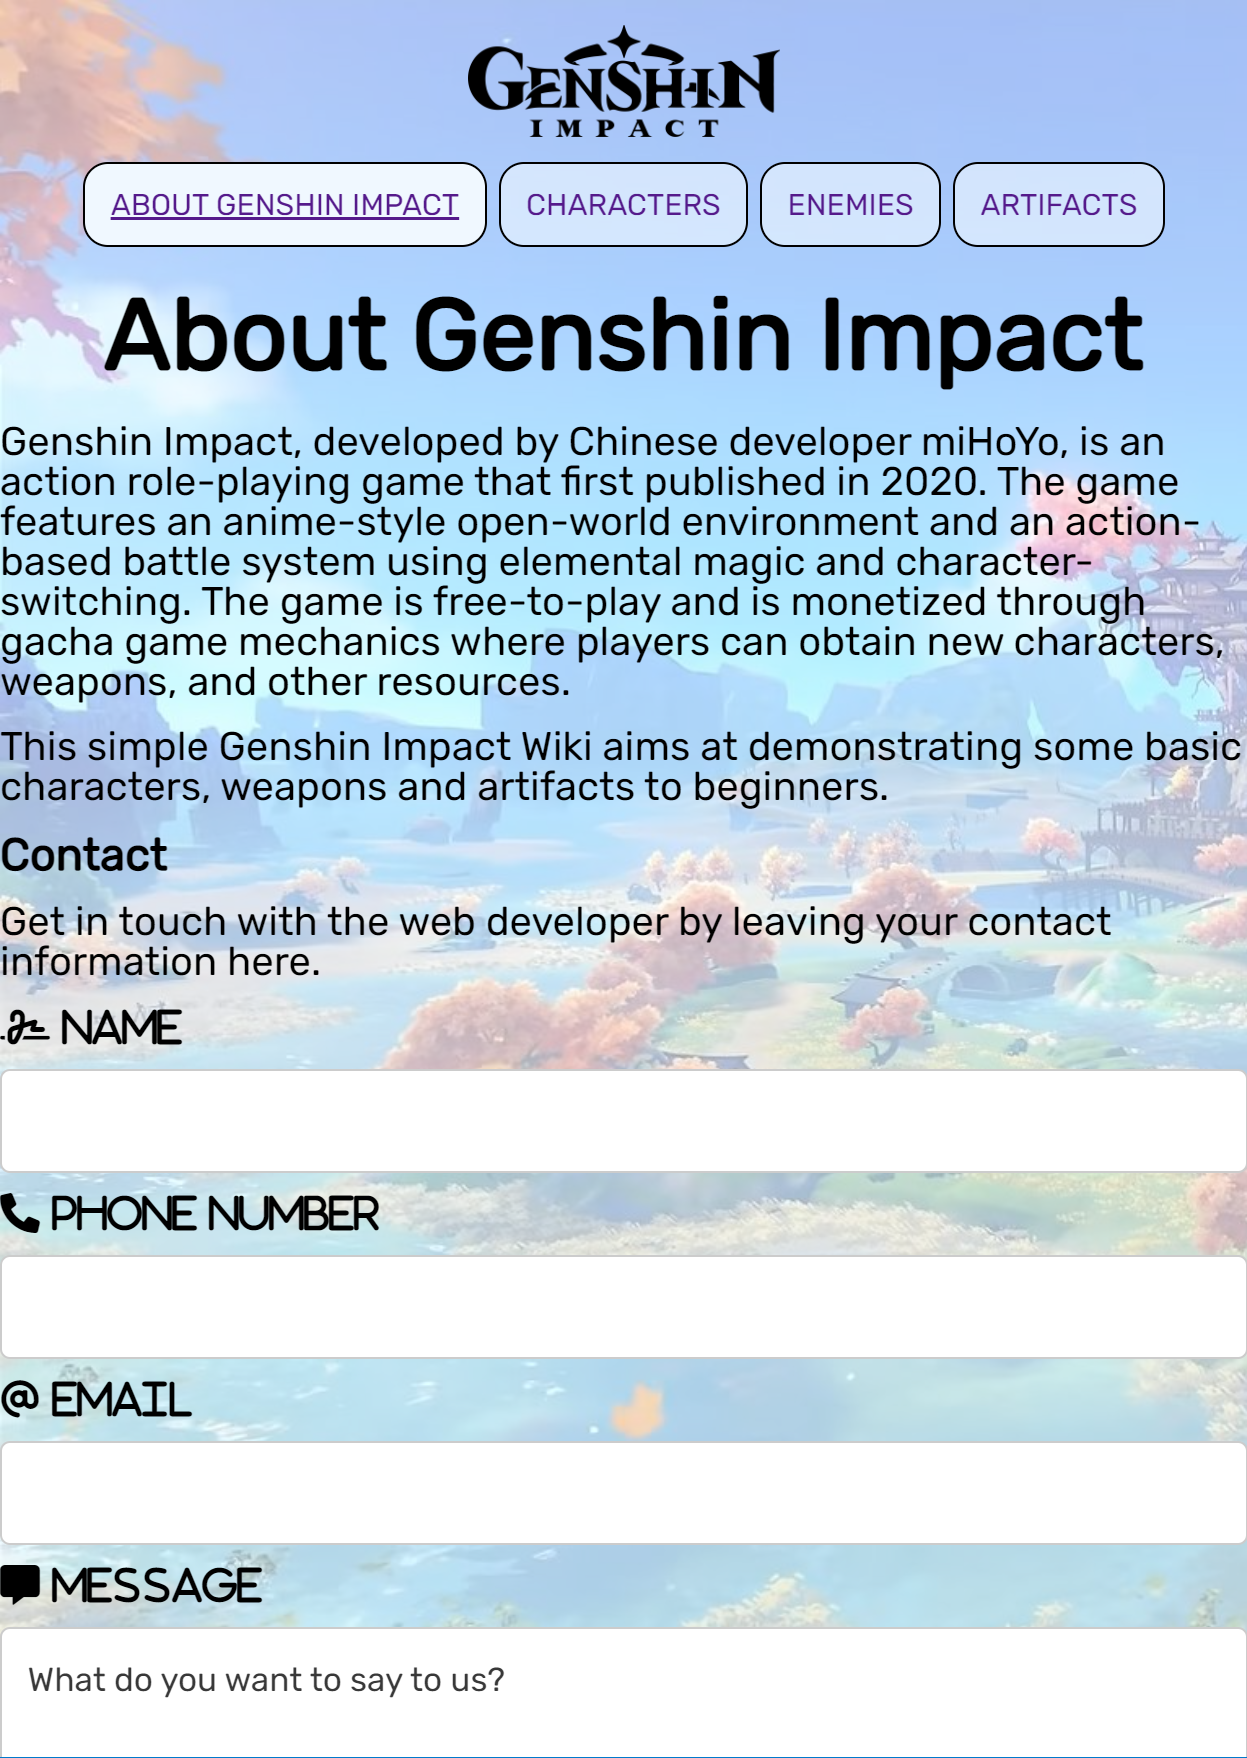 GENSHIN
IMPACT
ABOUT GENSHIN IMPACT
CHARACTERS
ENEMIES
ARTIFACTS
About Genshin Impact
Genshin Impact, developed by Chinese developer miHoYo, is an
action role-playing game that first published in 2020. The game
features an anime-style open-world environment and an action-
based battle system using elemental magic and character-
switching. The game is free-to-play and is monetized through
gacha game mechanics where players can obtain new characters,
weapons, and other resources.
This simple Genshin Impact Wiki aims at demonstrating some basic
characters, weapons and artifacts to beginners.
Contact
Get in touch with the web developer by leaving your contact
information here.
NAME
PHONE NUMBER
@ EMAIL
MESSAGE
What do you want to say to us?